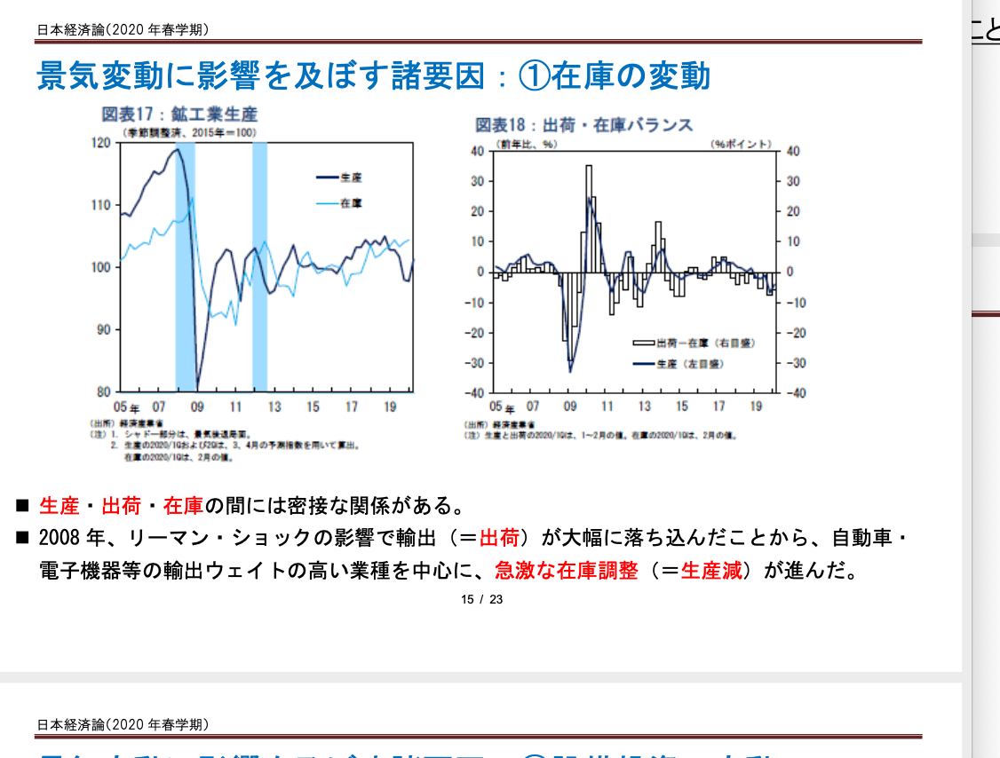 日本経済論(2020 年春学期)
こと
景気変動に影響を及ぼす諸要因:①在庫の変動
図表17:鉱工業生産
(季節調整済、2015年=100)
120
110
100
90
80
生産
在庫
05年 07 09 11 13 15 17 19
(出所)経済産業省
(注)1. シャドー部分は、景気後退局面。
2. 生産の2020/1Qおよび2Qは、3、4月の予測指数を用いて算出。
在庫の2020/1Qは、2月の値。
図表18:出荷・在庫バランス
(前年比、%) (%ポイント)
40 40
30 30
20 20
10 10
0 0
-10 -10
-20 -20
-30 -30
-40 -40
出荷-在庫(右目盛)
生産(左目盛)
05年 07 09 11 13 15 17 19
(出所)経済産業省
(注)生産と出荷の2020/1Qは、1~2月の値。在庫の2020/1Qは、2月の値。
■ 生産・出荷・在庫の間には密接な関係がある。
■ 2008 年、リーマン・ショックの影響で輸出(=出荷)が大幅に落ち込んだことから、自動車・
電子機器等の輸出ウェイトの高い業種を中心に、急激な在庫調整(=生産減)が進んだ。
15 / 23
日本経済論(2020 年春学期)